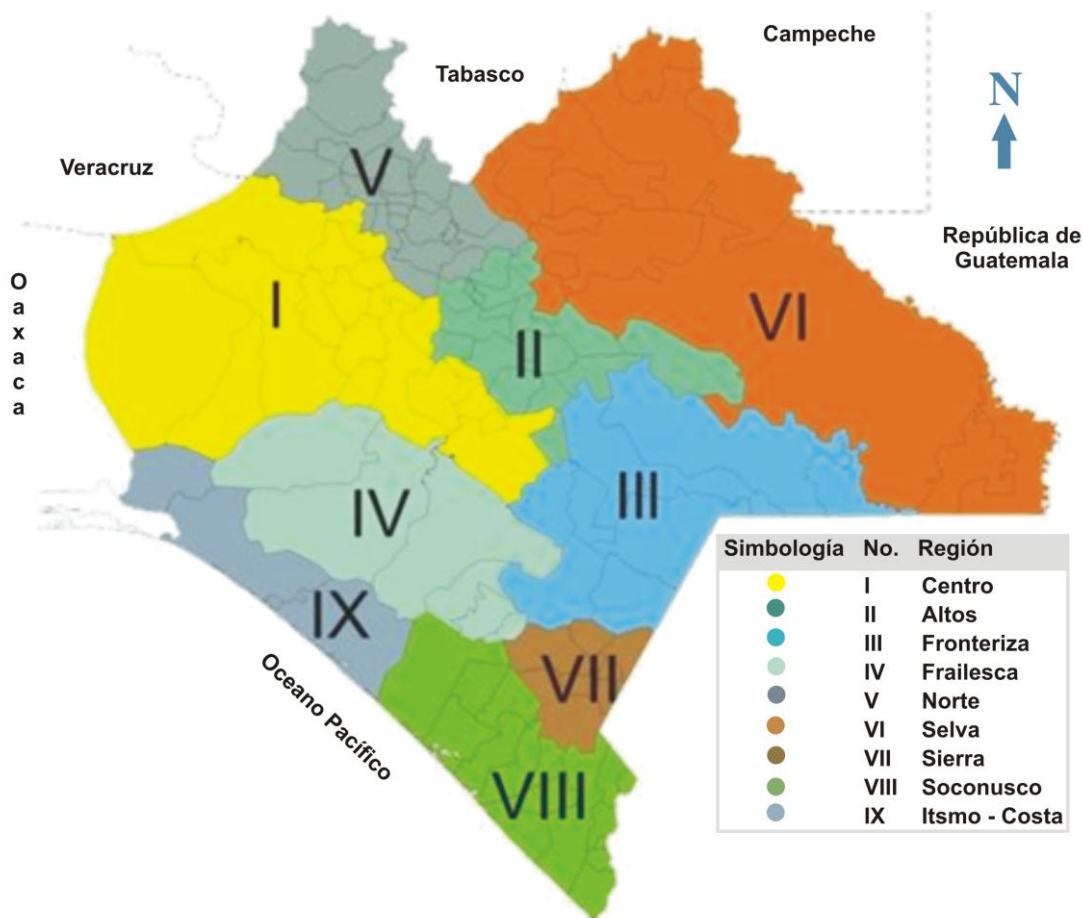 Campeche
Tabasco
N
Veracruz
V
República de
Guatemala
Oaxaca
I
VI
II
III
IV
IX
VII
Oceano Pacífico
VIII
Simbología No. Región
I Centro
II Altos
III Fronteriza
IV Frailesca
V Norte
VI Selva
VII Sierra
VIII Soconusco
IX Itsmo - Costa